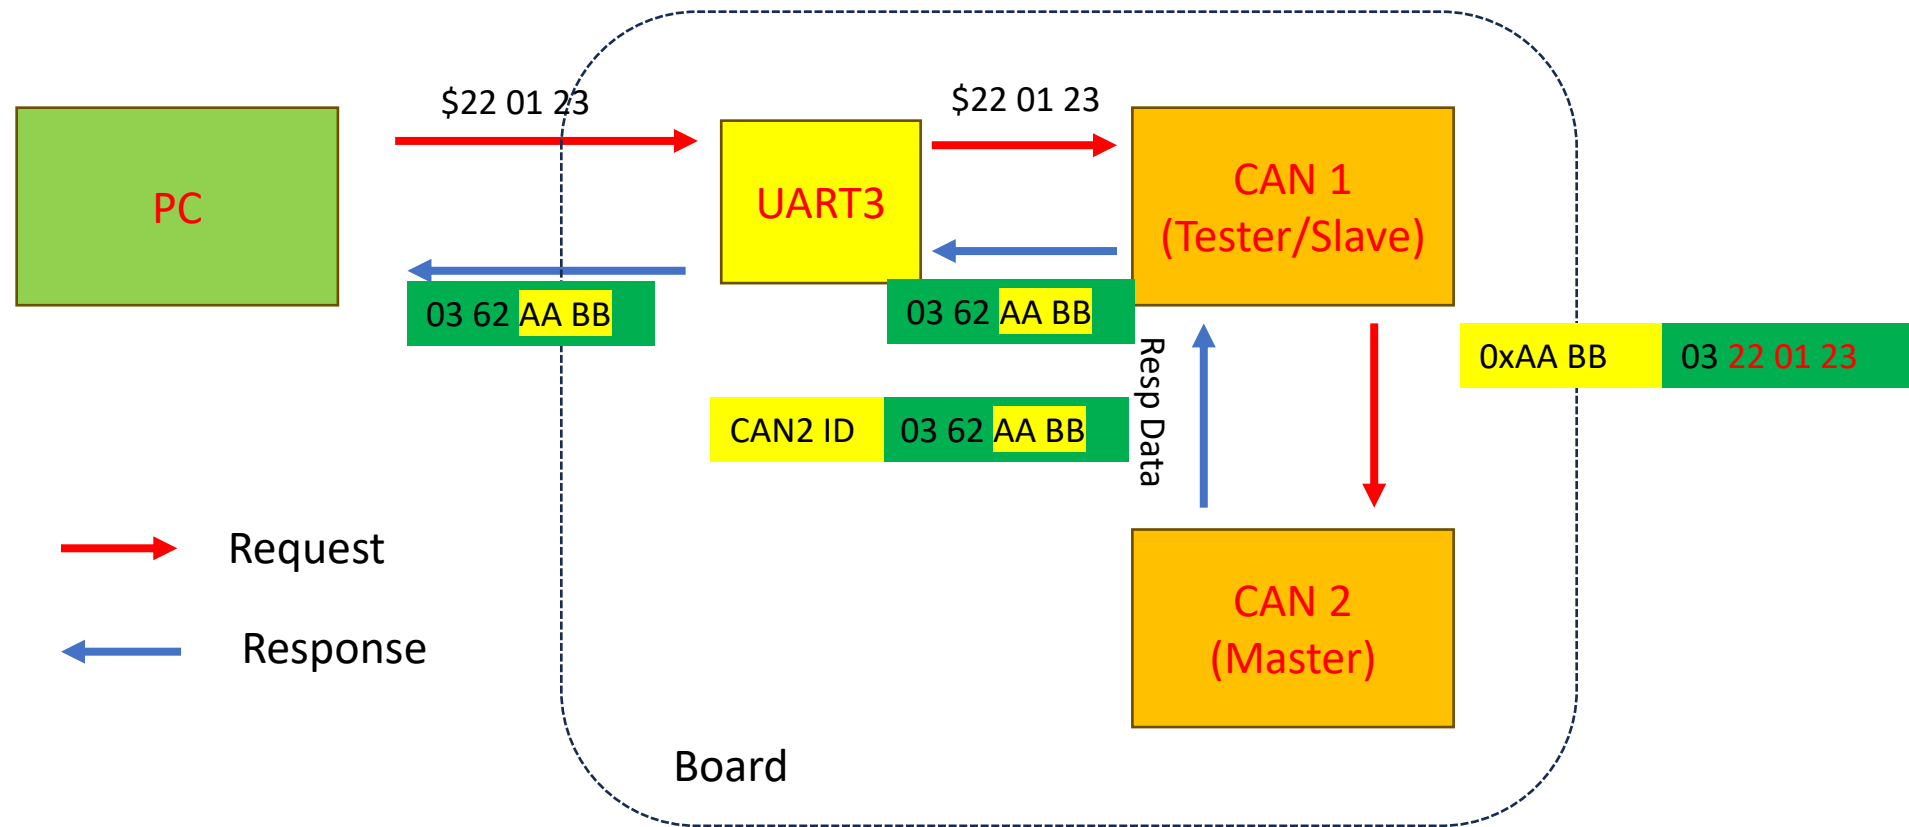 $22 01 23
$22 01 23
PC
UART3
CAN 1
(Tester/Slave)
03 62 AA BB
03 62 AA BB
0xAA BB
03 22 01 23
CAN2 ID
03 62 AA BB
Resp Data
Request
Response
CAN 2
(Master)
Board